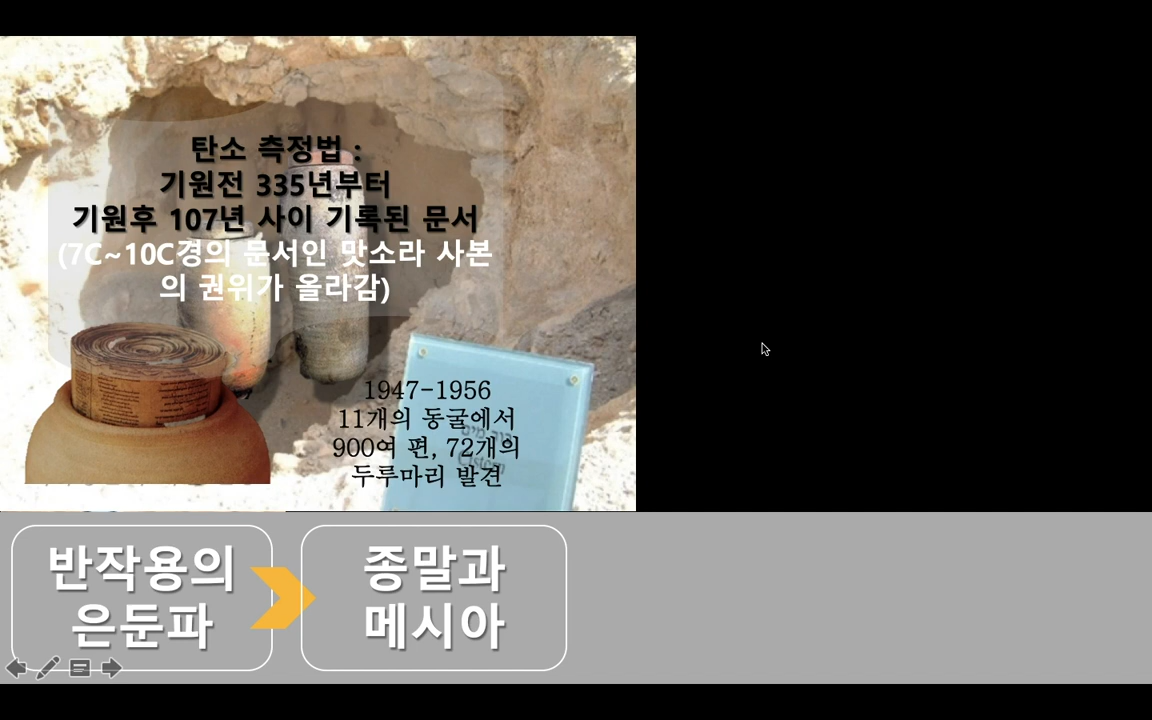 탄소 측정법 :
기원전 335년부터
기원후 107년 사이 기록된 문서
(7C~10C경의 문서인 맛소라 사본
의 권위가 올라감)
1947-1956
11개의 동굴에서
900여 편, 72개의
두루마리 발견
בור מים
Cistern
반작용의
은둔파
종말과
메시아